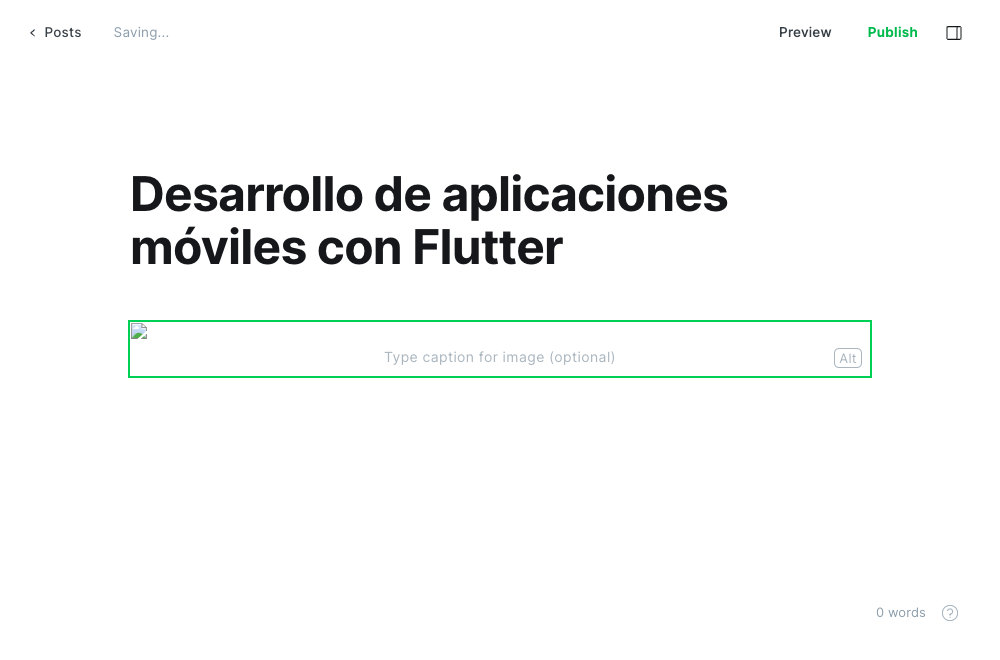 Posts
Saving...
Preview
Publish
Desarrollo de aplicaciones
móviles con Flutter
Type caption for image (optional)
Alt
0 words
?